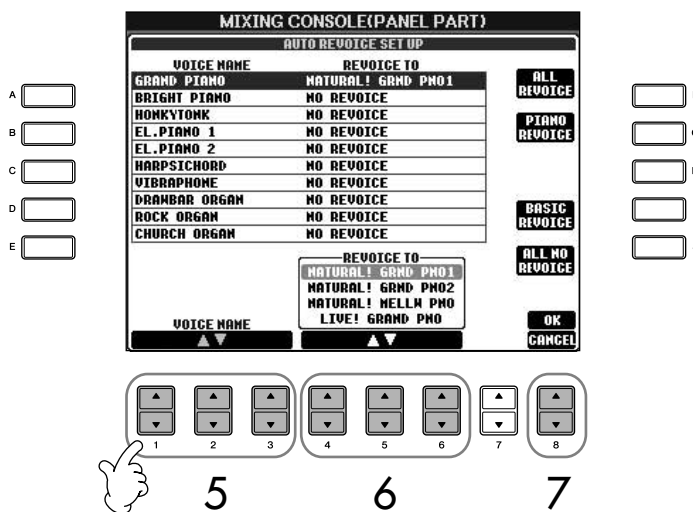 MIXING CONSOLE(PANEL PART)
AUTO REVOICE SET UP
VOICE NAME REVOICE TO
GRAND PIANO NATURAL! GRND PNO1
BRIGHT PIANO NO REVOICE
HONKYTONK NO REVOICE
EL.PIANO 1 NO REVOICE
EL.PIANO 2 NO REVOICE
HARPSICHORD NO REVOICE
VIBRAPHONE NO REVOICE
DRAWBAR ORGAN NO REVOICE
ROCK ORGAN NO REVOICE
CHURCH ORGAN NO REVOICE
ALL
REVOICE
PIANO
REVOICE
BASIC
REVOICE
ALL NO
REVOICE
REVOICE TO
NATURAL! GRND PNO1
NATURAL! GRND PNO2
NATURAL! MELLW PNO
LIVE! GRAND PNO
VOICE NAME
OK
CANCEL
A
B
C
D
E
1 2 3 4 5 6 7 8
5 6 7